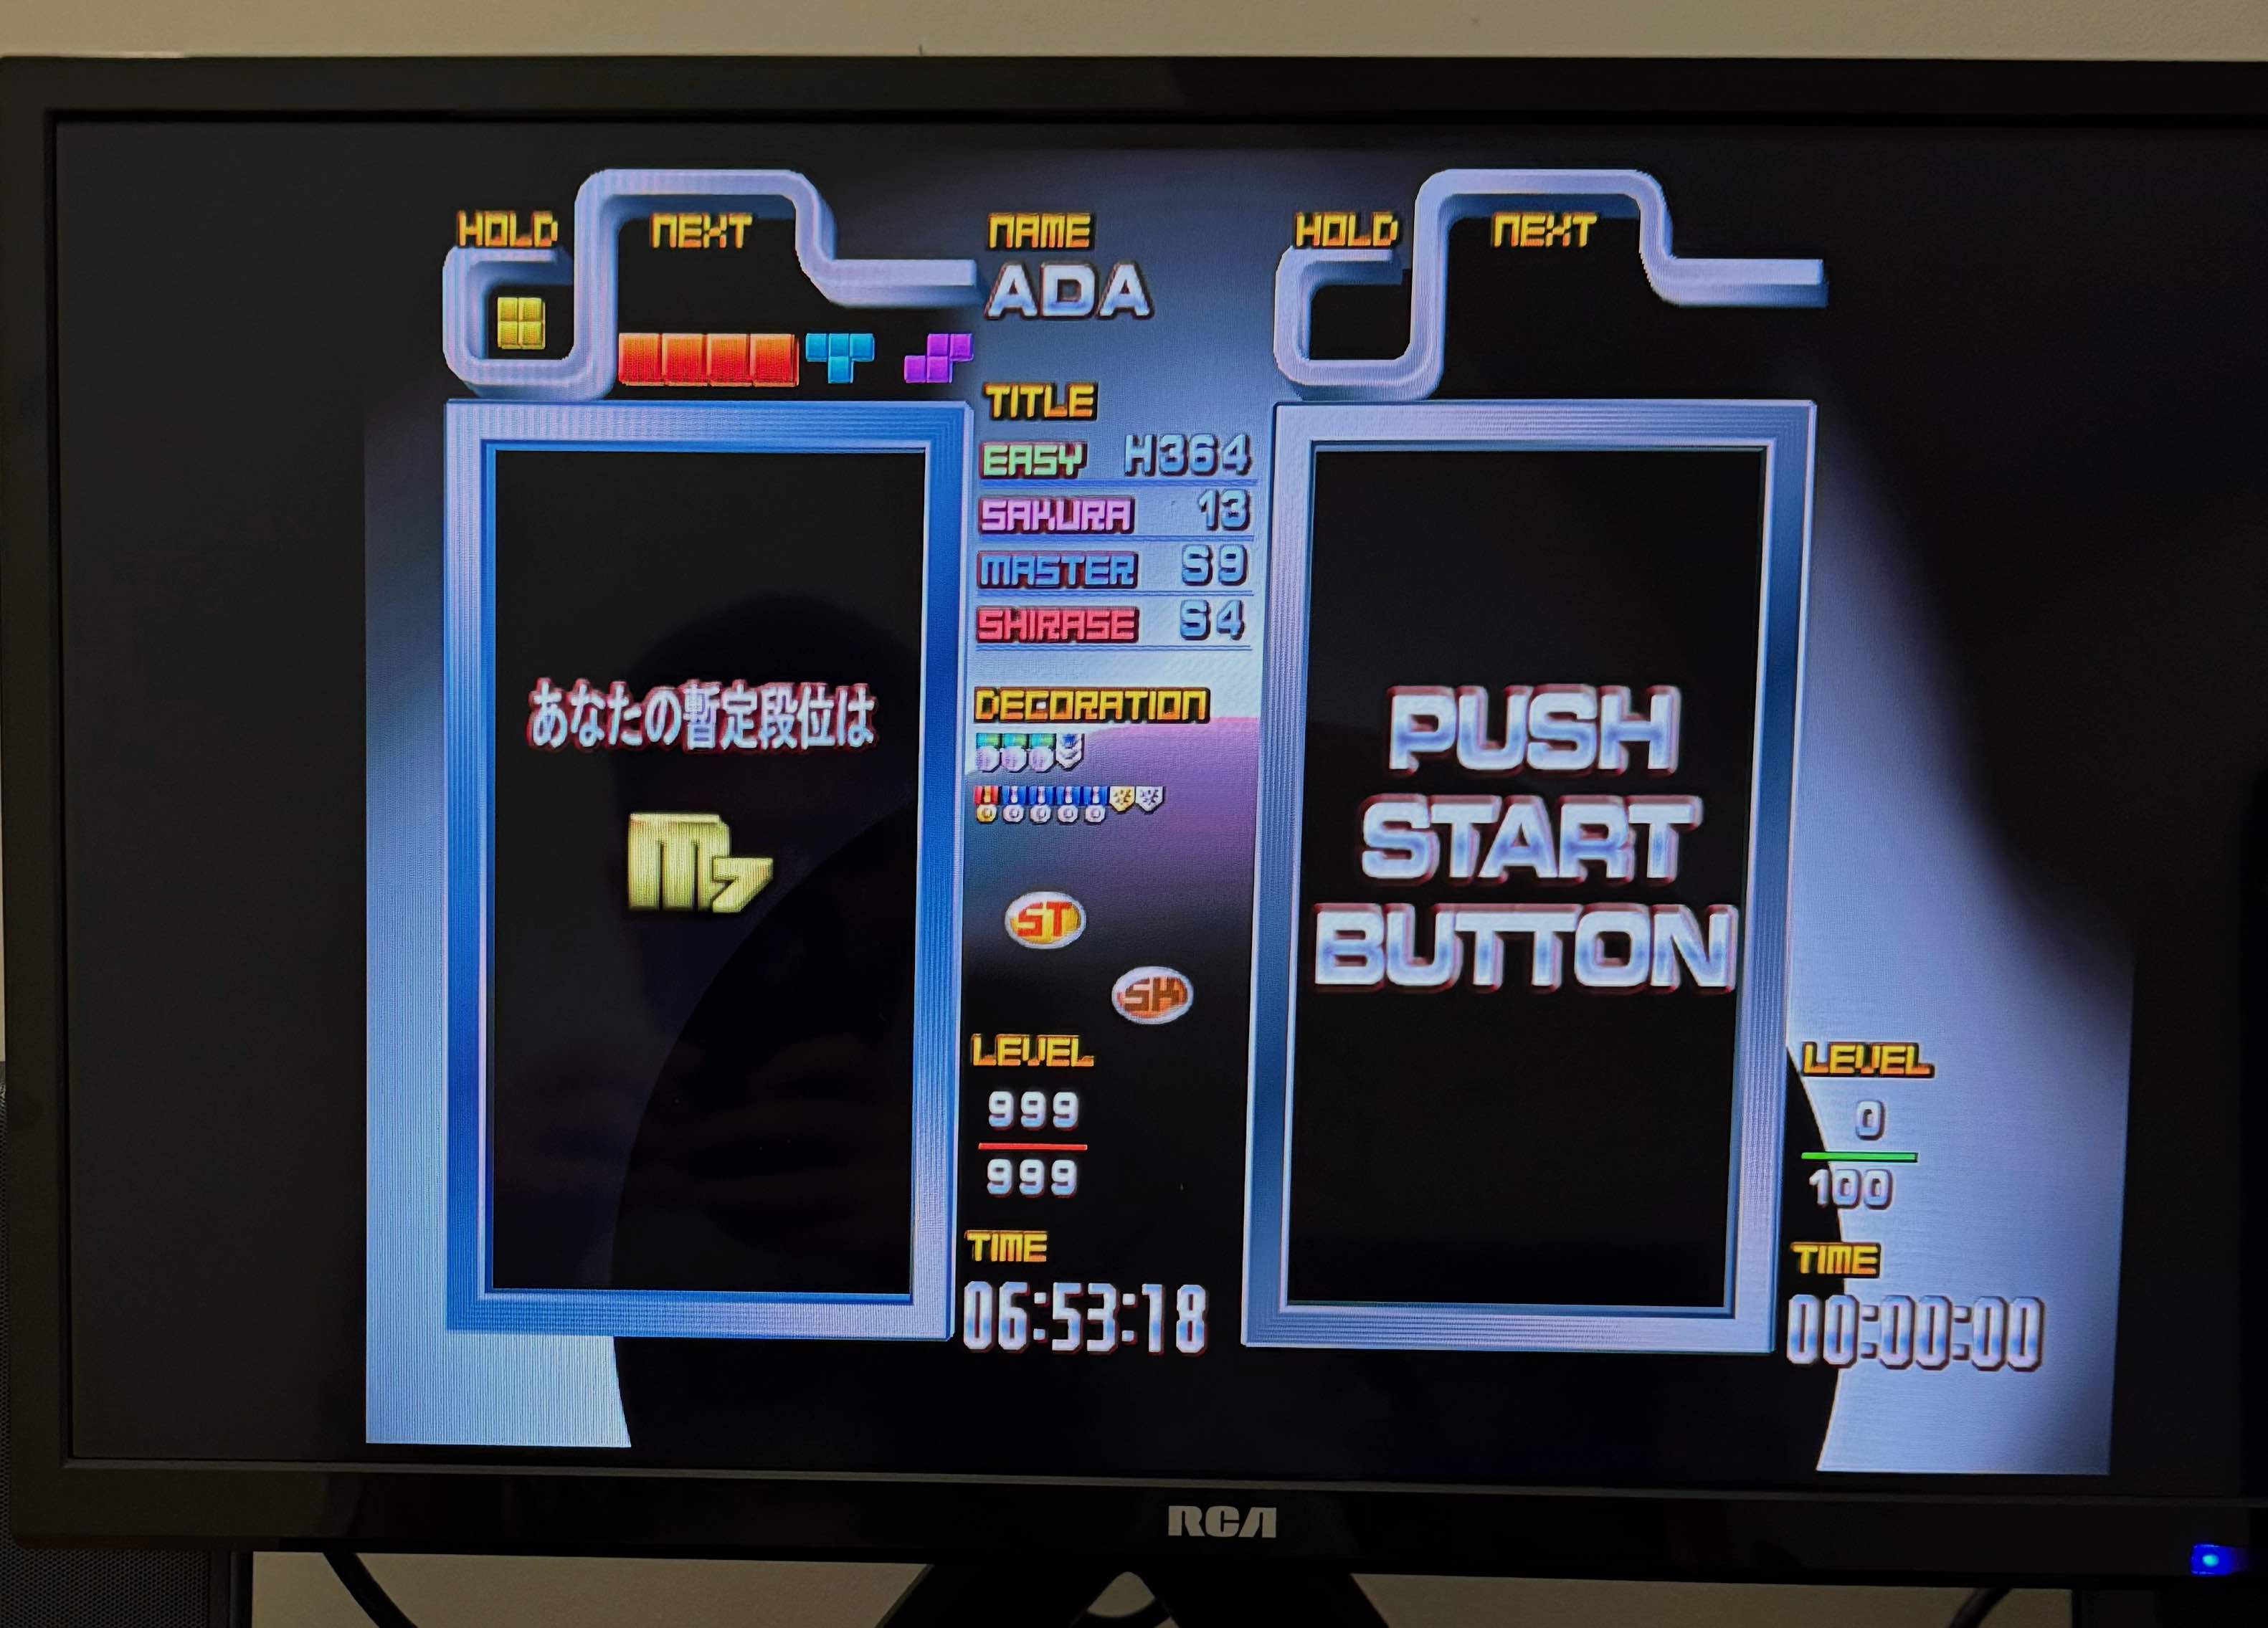 HOLD NEXT
NAME
ADA
TITLE
EASY H364
SAKURA 13
MASTER S9
SHIRASE S4
DECORATION
ST
SK
LEVEL
999
999
TIME
06:53:18
あなたの暫定段位は
m7
HOLD NEXT
PUSH
START
BUTTON
LEVEL
0
100
TIME
00:00:00
RCA